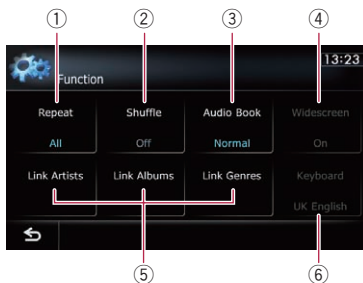 ① ② ③ ④
13:23
Function
Repeat Shuffle Audio Book Widescreen
All Off Normal On
Link Artists Link Albums Link Genres Keyboard
UK English
⑤ ⑥